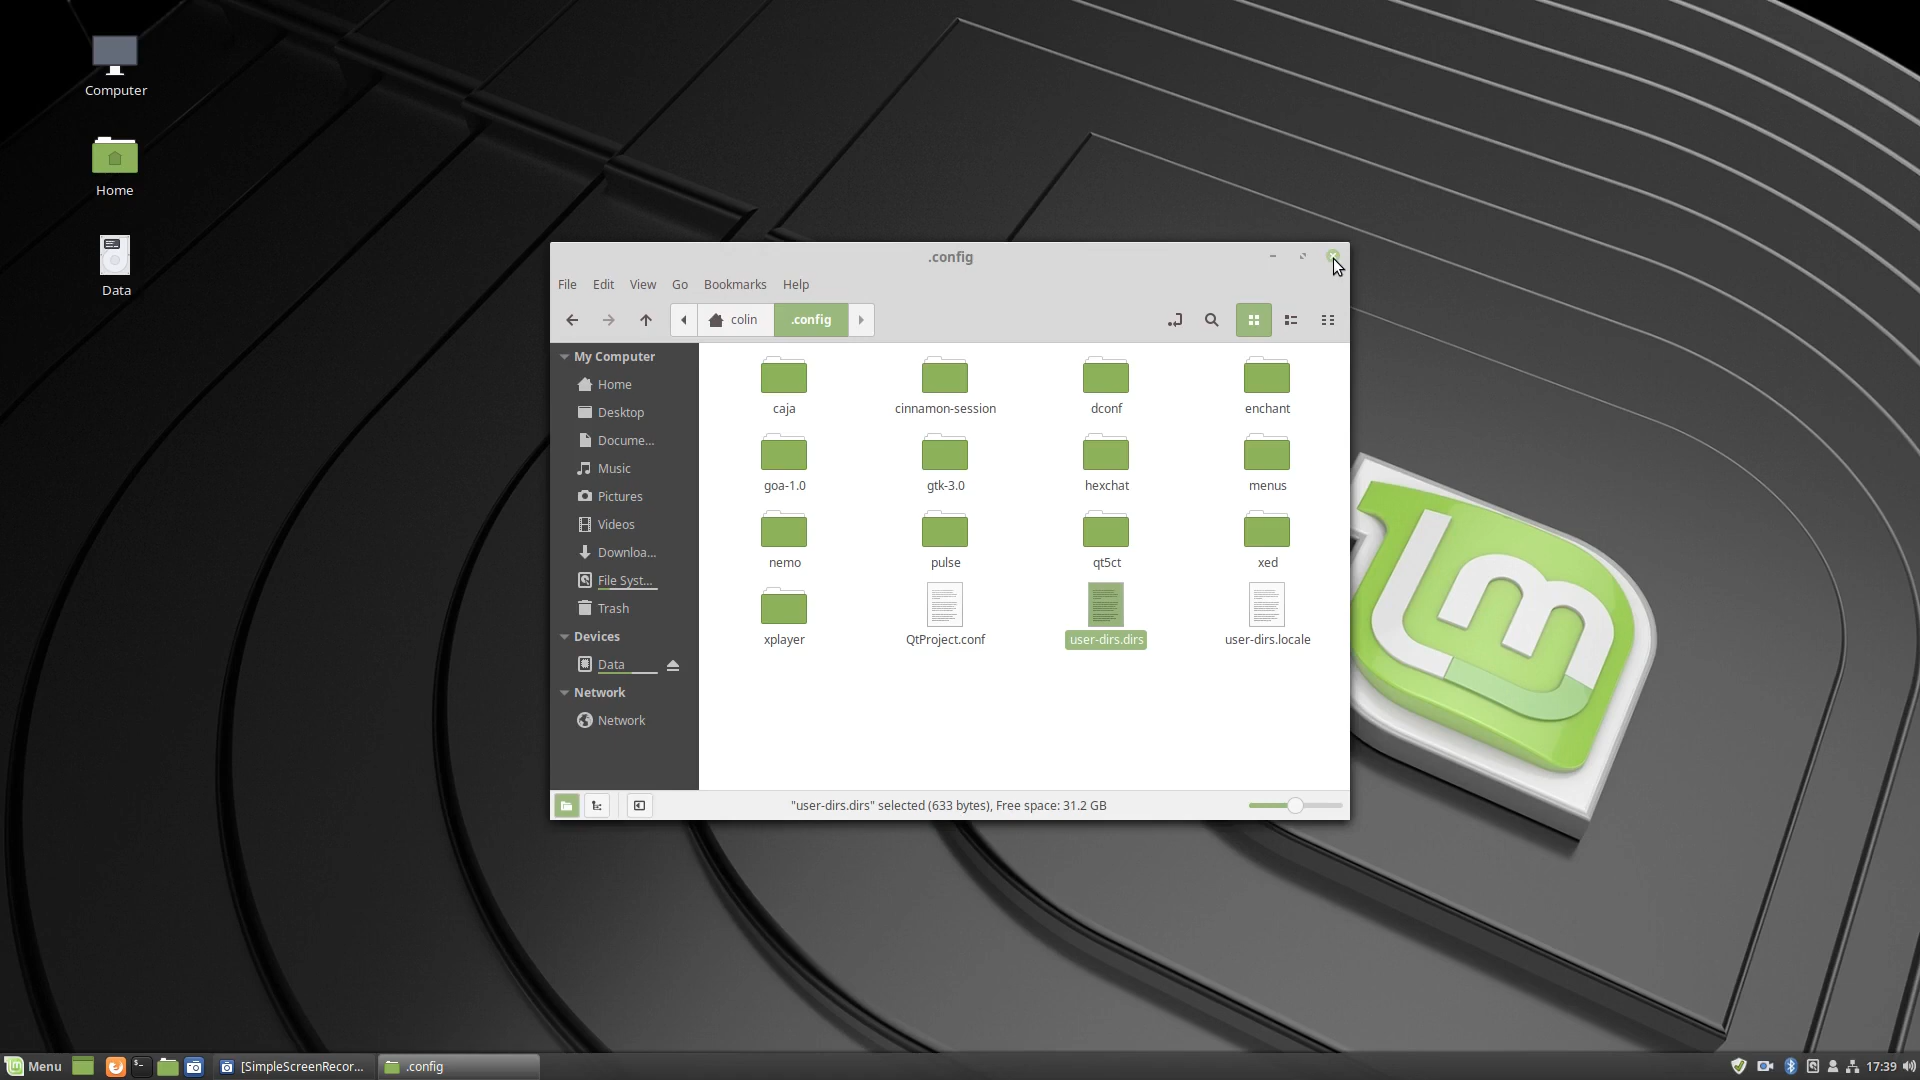 Computer
Home
Data
.config
File Edit View Go Bookmarks Help
colin .config
My Computer
Home
Desktop
Docume...
Music
Pictures
Videos
Downloa...
File Syst...
Trash
Devices
Data
Network
Network
caja cinnamon-session dconf enchant
goa-1.0 gtk-3.0 hexchat menus
nemo pulse qt5ct xed
xplayer QtProject.conf user-dirs.dirs user-dirs.locale
"user-dirs.dirs" selected (633 bytes), Free space: 31.2 GB
Menu [SimpleScreenRecor... .config 17:39